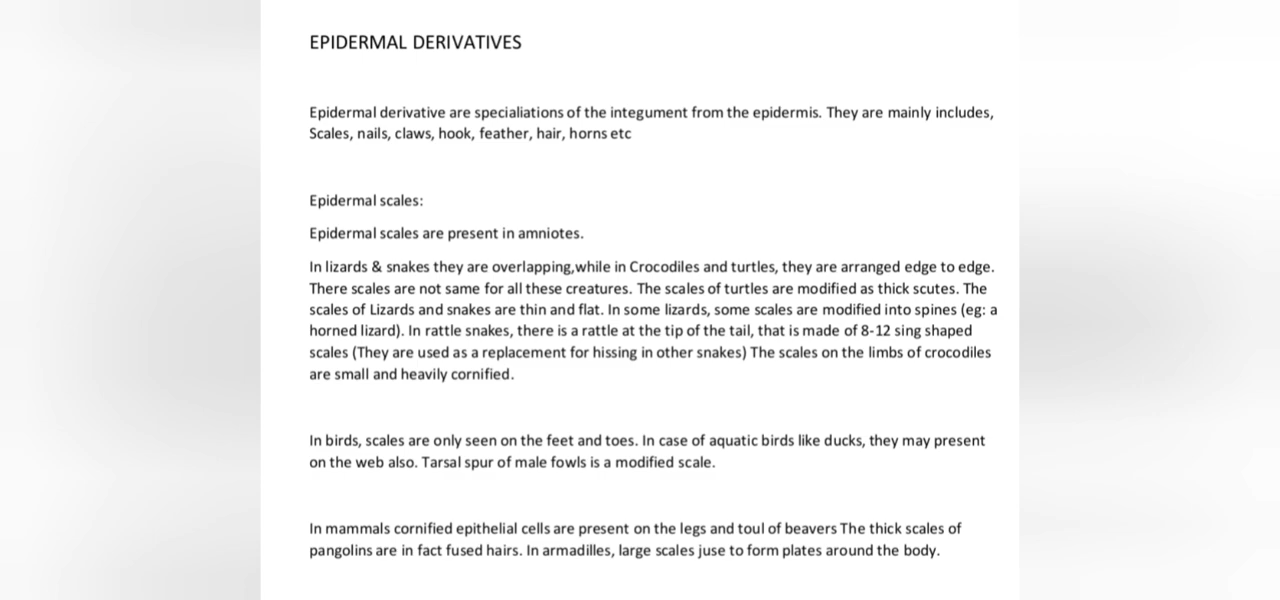 EPIDERMAL DERIVATIVES
Epidermal derivative are specialiations of the integument from the epidermis. They are mainly includes,
Scales, nails, claws, hook, feather, hair, horns etc
Epidermal scales:
Epidermal scales are present in amniotes.
In lizards & snakes they are overlapping,while in Crocodiles and turtles, they are arranged edge to edge.
There scales are not same for all these creatures. The scales of turtles are modified as thick scutes. The
scales of Lizards and snakes are thin and flat. In some lizards, some scales are modified into spines (eg: a
horned lizard). In rattle snakes, there is a rattle at the tip of the tail, that is made of 8-12 sing shaped
scales (They are used as a replacement for hissing in other snakes) The scales on the limbs of crocodiles
are small and heavily cornified.
In birds, scales are only seen on the feet and toes. In case of aquatic birds like ducks, they may present
on the web also. Tarsal spur of male fowls is a modified scale.
In mammals cornified epithelial cells are present on the legs and toul of beavers The thick scales of
pangolins are in fact fused hairs. In armadilles, large scales juse to form plates around the body.